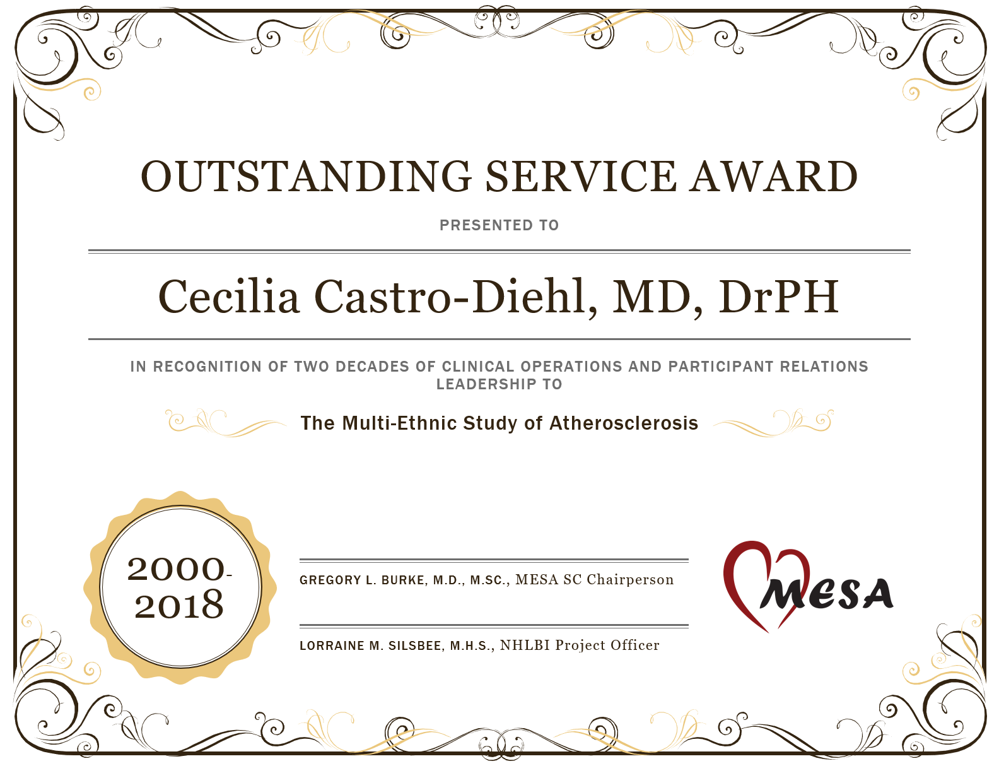 OUTSTANDING SERVICE AWARD
PRESENTED TO
Cecilia Castro-Diehl, MD, DrPH
IN RECOGNITION OF TWO DECADES OF CLINICAL OPERATIONS AND PARTICIPANT RELATIONS
LEADERSHIP TO
The Multi-Ethnic Study of Atherosclerosis
2000-
2018
GREGORY L. BURKE, M.D., M.SC., MESA SC Chairperson
LORRAINE M. SILSBEE, M.H.S., NHLBI Project Officer
MESA